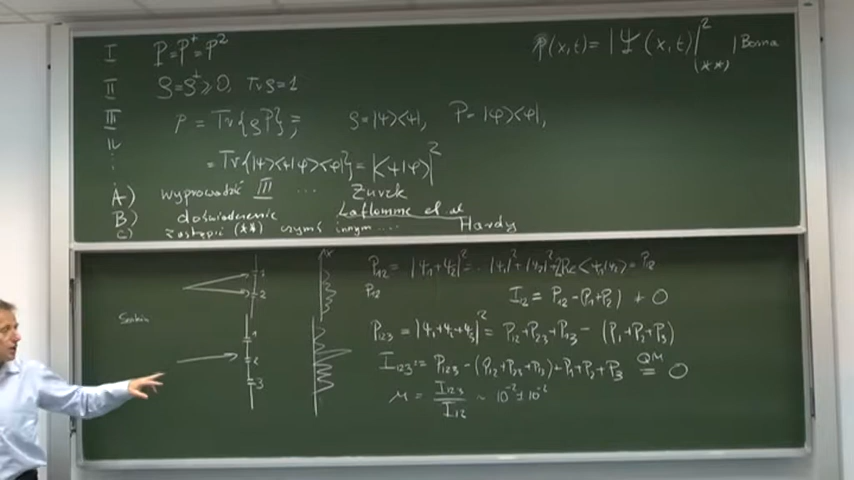 I P=P⁺=P²
p(x,t)=|Ψ(x,t)|² | Borna
(**)
II ρ=ρ⁺≥0, Trρ=1
III p = Tr{ρP}; ρ=|ψ><ψ|, P=|φ><φ|,
IV
= Tr{|ψ><ψ|φ><φ|} = |<ψ|φ>|²
A) wyprowadzić III ... Zurek
B) doświadczenie Laflamme et al
C) zastąpić (**) czymś innym .... Hardy
1
2
x
P₁₂ = |ψ₁+ψ₂|² = |ψ₁|²+|ψ₂|²+2Re<ψ₁|ψ₂> = P₁₂
P₁₂
I₁₂ = P₁₂-(P₁+P₂) ≠ 0
1
2
3
P₁₂₃ = |ψ₁+ψ₂+ψ₃|² = P₁₂+P₂₃+P₁₃ - (P₁+P₂+P₃)
I₁₂₃ := P₁₂₃ - (P₁₂+P₂₃+P₁₃)+P₁+P₂+P₃ QM = 0
μ = I₁₂₃ / I₁₂ ~ 10⁻² ± 10⁻²